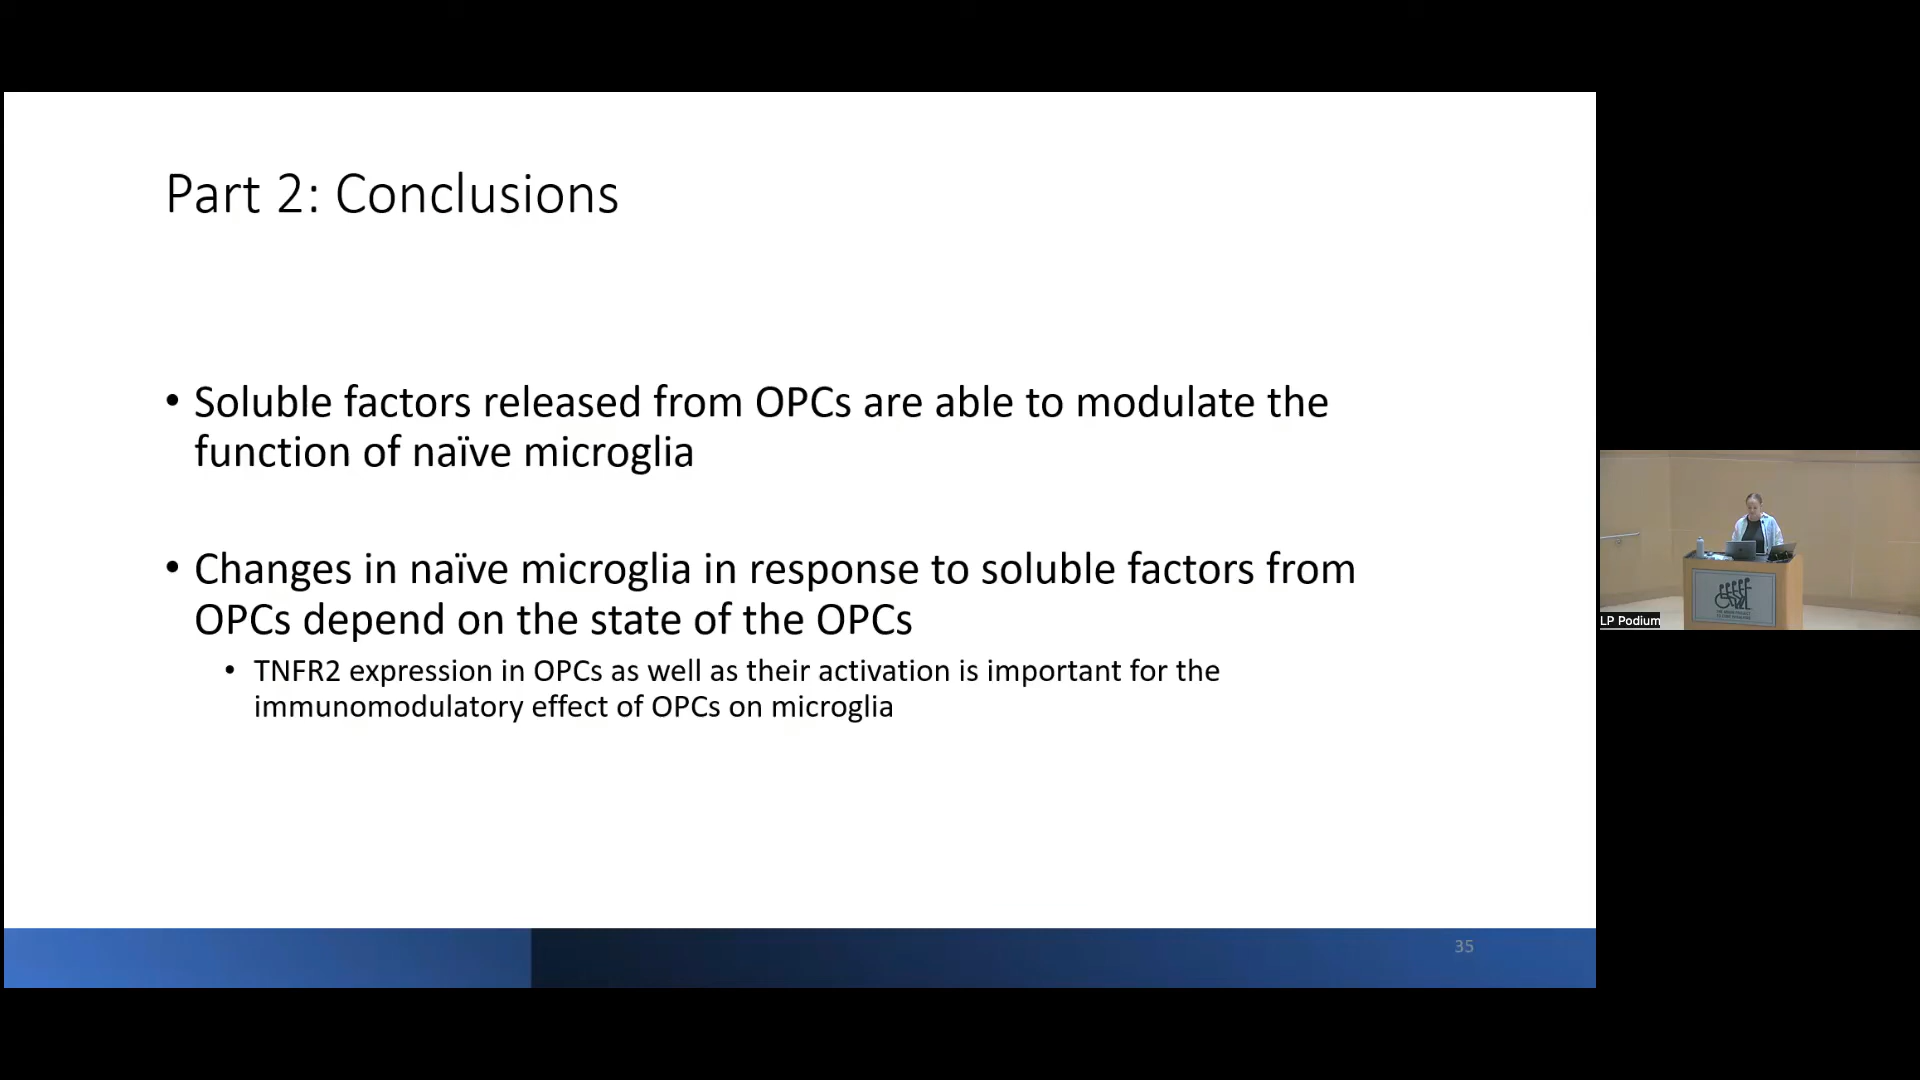 Part 2: Conclusions
• Soluble factors released from OPCs are able to modulate the
function of naïve microglia
• Changes in naïve microglia in response to soluble factors from
OPCs depend on the state of the OPCs
• TNFR2 expression in OPCs as well as their activation is important for the
immunomodulatory effect of OPCs on microglia
35
LP Podium